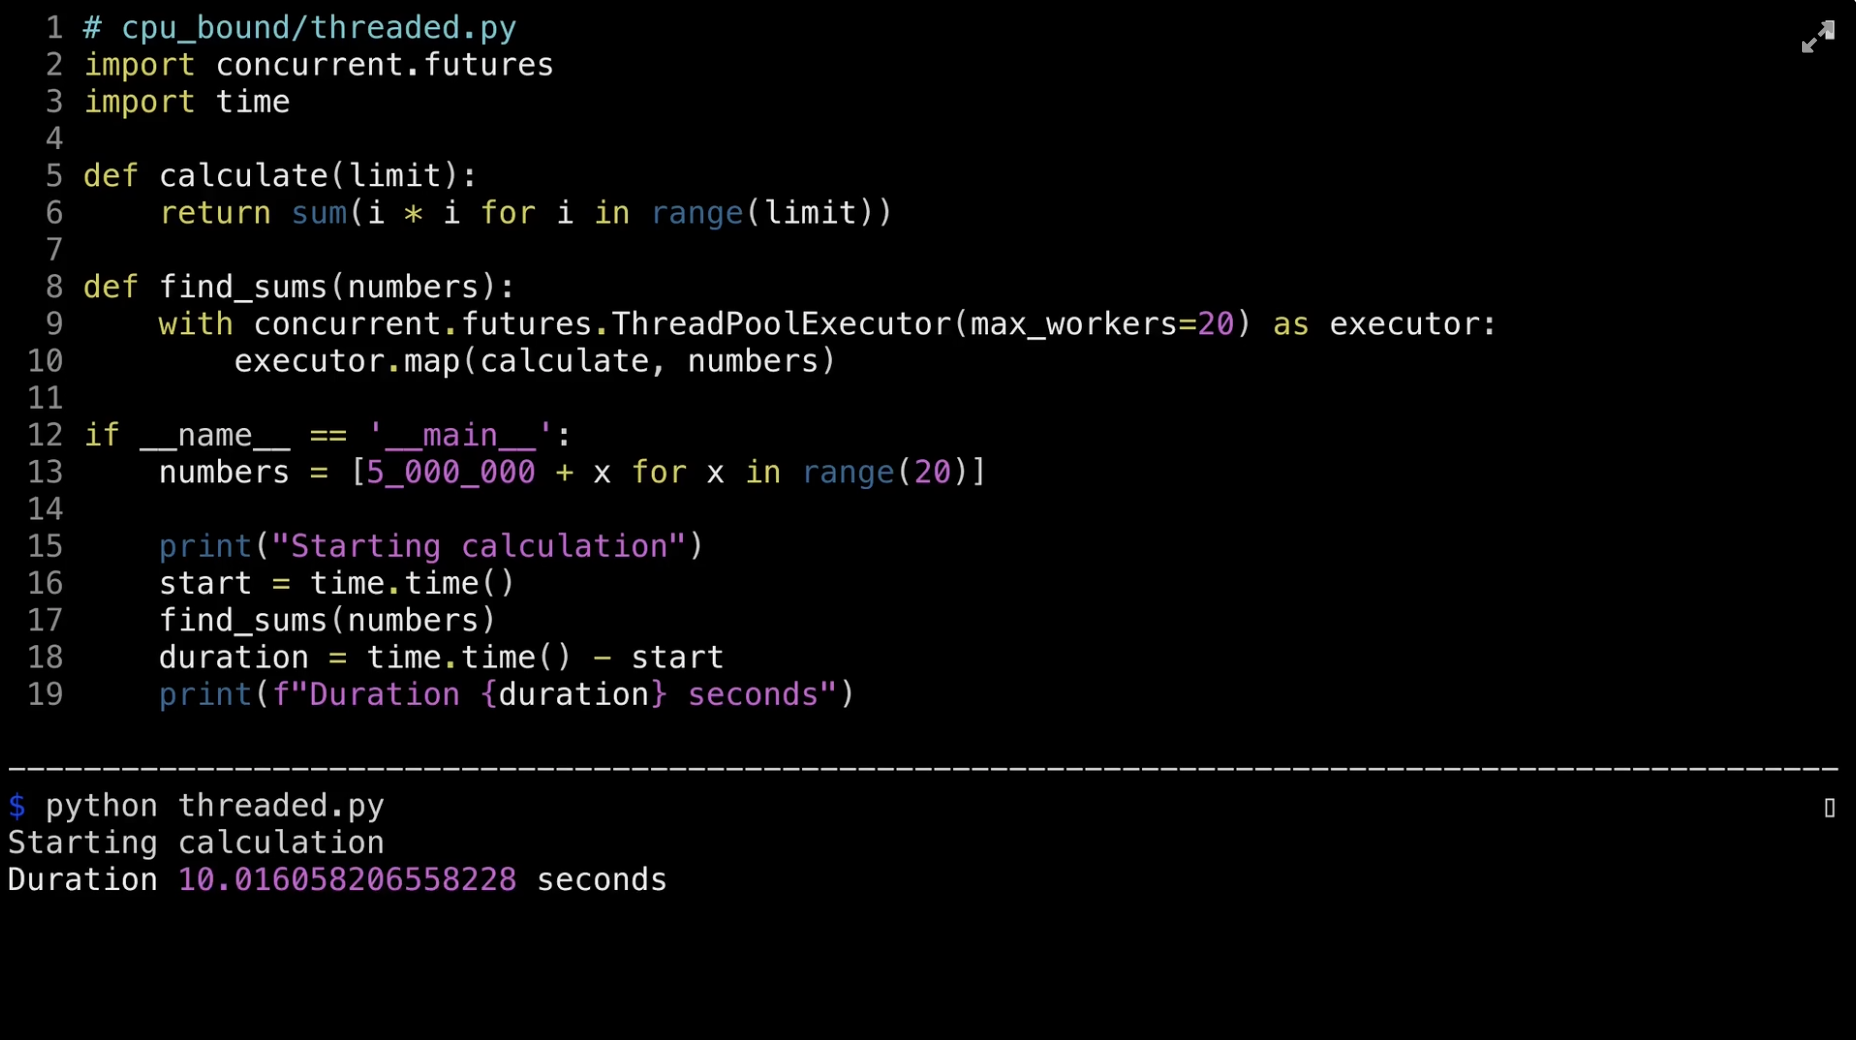 1 # cpu_bound/threaded.py
2 import concurrent.futures
3 import time
4
5 def calculate(limit):
6     return sum(i * i for i in range(limit))
7
8 def find_sums(numbers):
9     with concurrent.futures.ThreadPoolExecutor(max_workers=20) as executor:
10         executor.map(calculate, numbers)
11
12 if __name__ == '__main__':
13     numbers = [5_000_000 + x for x in range(20)]
14
15     print("Starting calculation")
16     start = time.time()
17     find_sums(numbers)
18     duration = time.time() - start
19     print(f"Duration {duration} seconds")
$ python threaded.py
Starting calculation
Duration 10.016058206558228 seconds